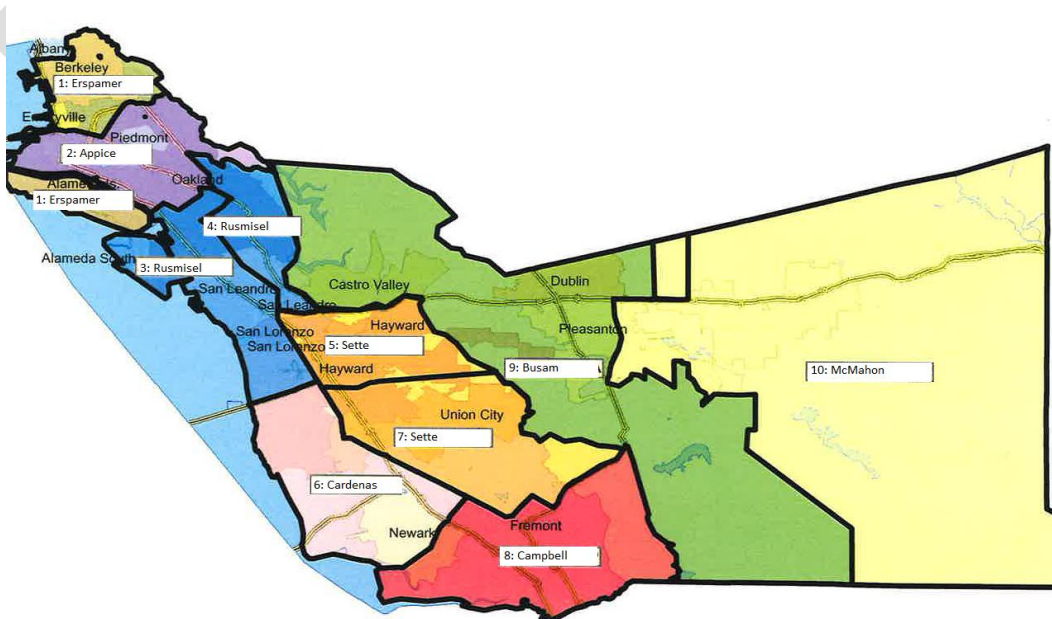 Albany
Berkeley
1: Erspamer
Emeryville
Piedmont
2: Appice
Oakland
1: Erspamer
4: Rusmisel
Alameda South
3: Rusmisel
San Leandro
San Leandro
Castro Valley
Dublin
Pleasanton
San Lorenzo
San Lorenzo
Hayward
5: Sette
Hayward
9: Busam
10: McMahon
Union City
7: Sette
6: Cardenas
Newark
Fremont
8: Campbell